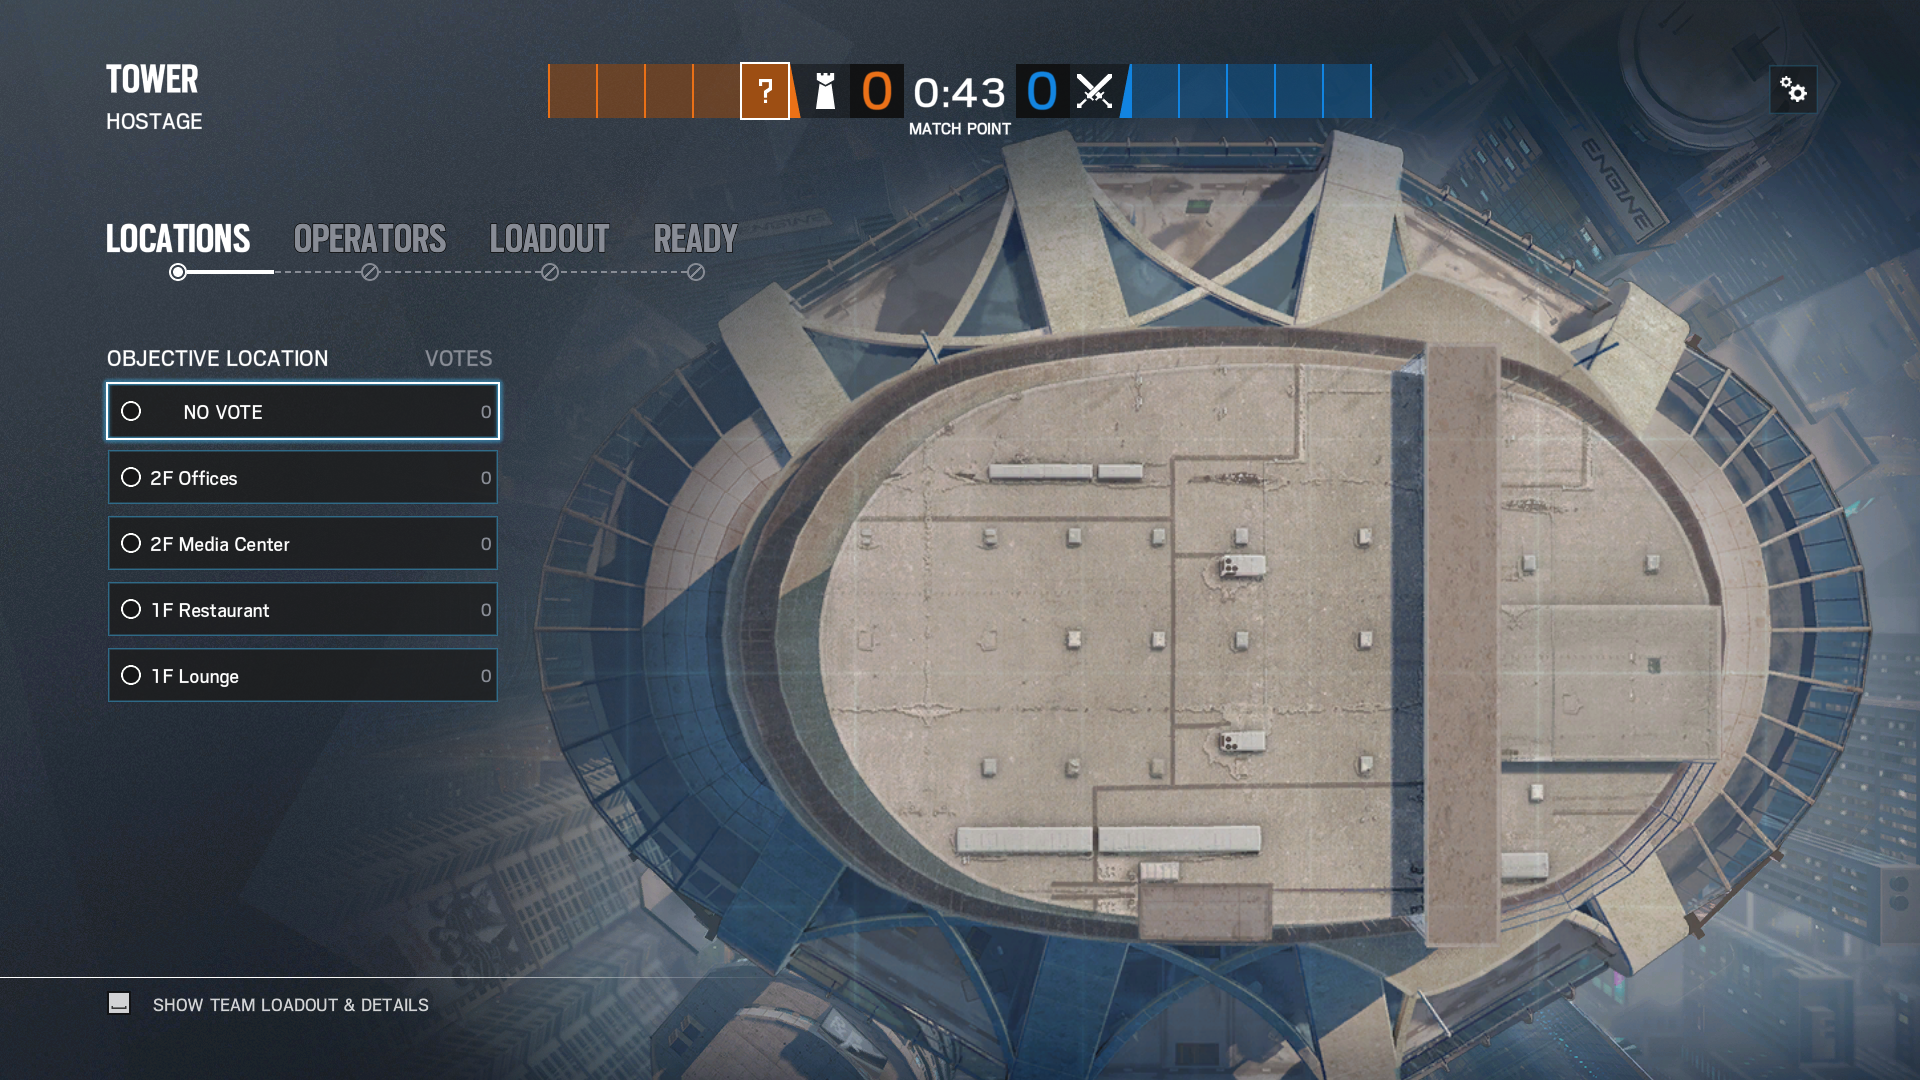 TOWER
HOSTAGE
?
0
0:43
0
MATCH POINT
LOCATIONS
OPERATORS
LOADOUT
READY
OBJECTIVE LOCATION
VOTES
NO VOTE
0
2F Offices
0
2F Media Center
0
1F Restaurant
0
1F Lounge
0
SHOW TEAM LOADOUT & DETAILS
ENGINE